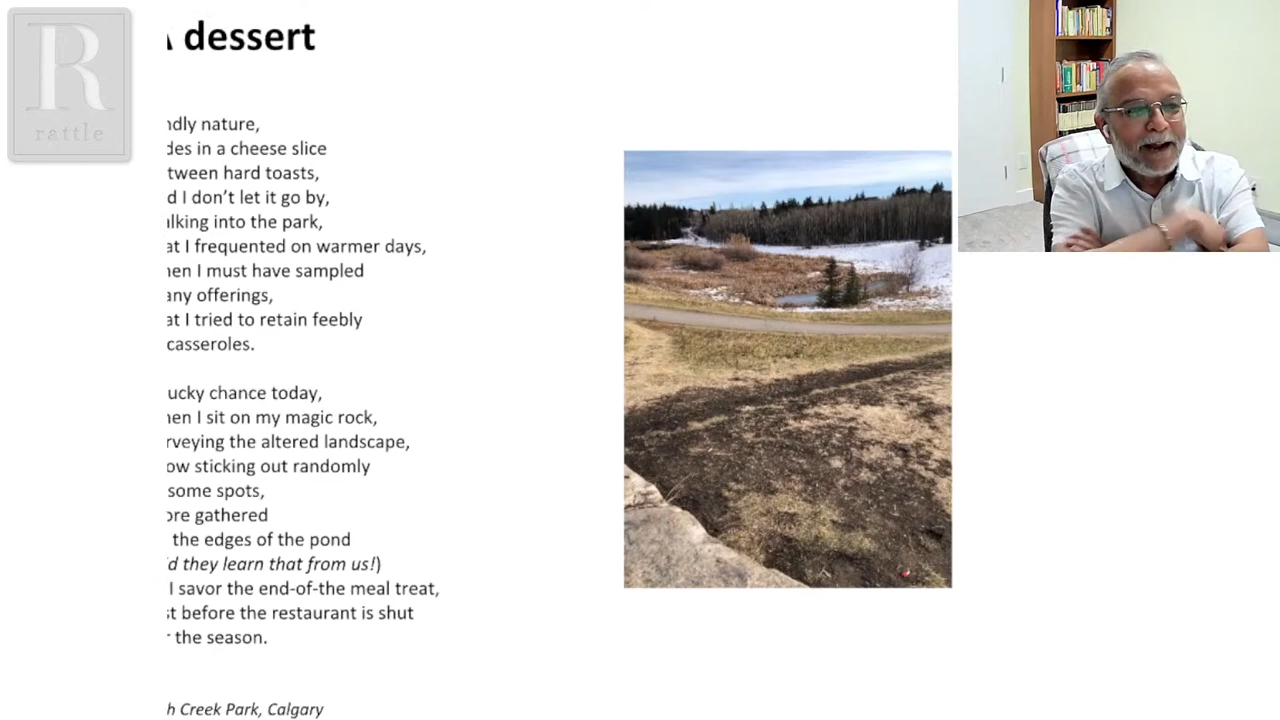 R
rattle
dessert
ndly nature,
des in a cheese slice
tween hard toasts,
d I don't let it go by,
lking into the park,
at I frequented on warmer days,
en I must have sampled
any offerings,
at I tried to retain feebly
casseroles.
ucky chance today,
en I sit on my magic rock,
rveying the altered landscape,
ow sticking out randomly
some spots,
ore gathered
the edges of the pond
d they learn that from us!)
I savor the end-of-the meal treat,
st before the restaurant is shut
the season.
h Creek Park, Calgary